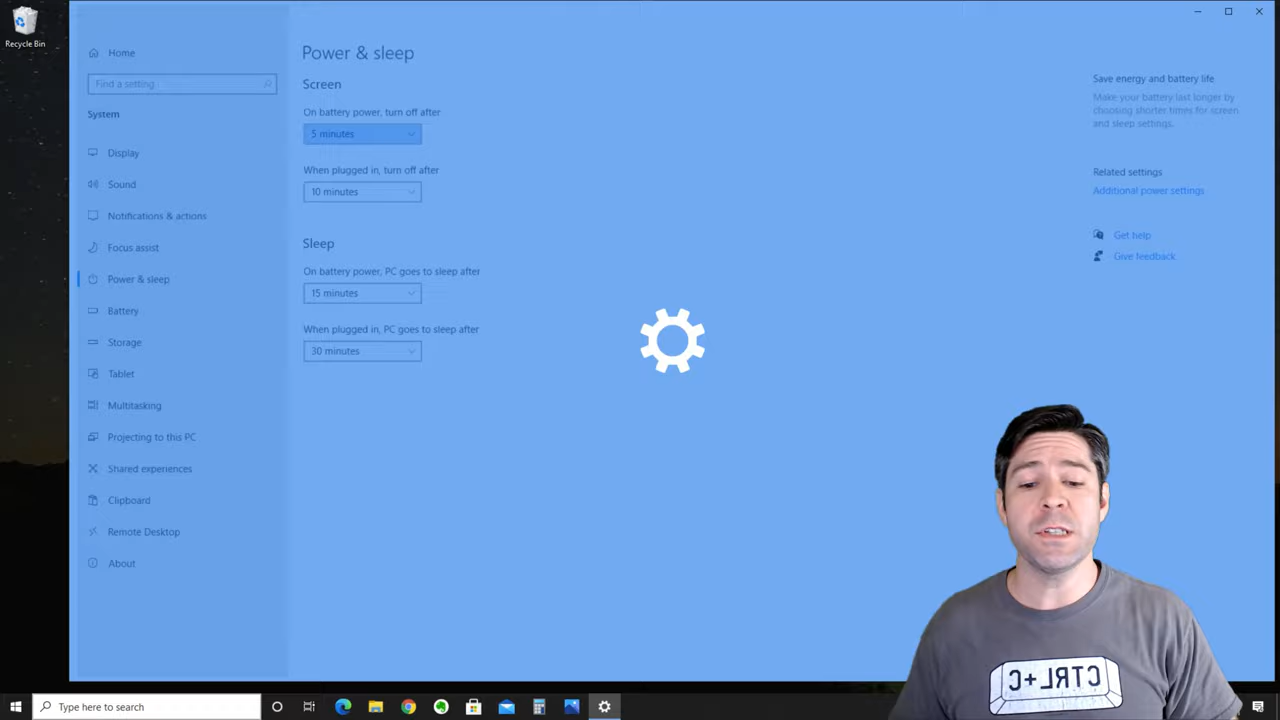 Recycle Bin
Home
Find a setting
System
Display
Sound
Notifications & actions
Focus assist
Power & sleep
Battery
Storage
Tablet
Multitasking
Projecting to this PC
Shared experiences
Clipboard
Remote Desktop
About
Power & sleep
Screen
On battery power, turn off after
5 minutes
When plugged in, turn off after
10 minutes
Sleep
On battery power, PC goes to sleep after
15 minutes
When plugged in, PC goes to sleep after
30 minutes
Save energy and battery life
Make your battery last longer by
choosing shorter times for screen
and sleep settings.
Related settings
Additional power settings
Get help
Give feedback
CTRL+C
Type here to search